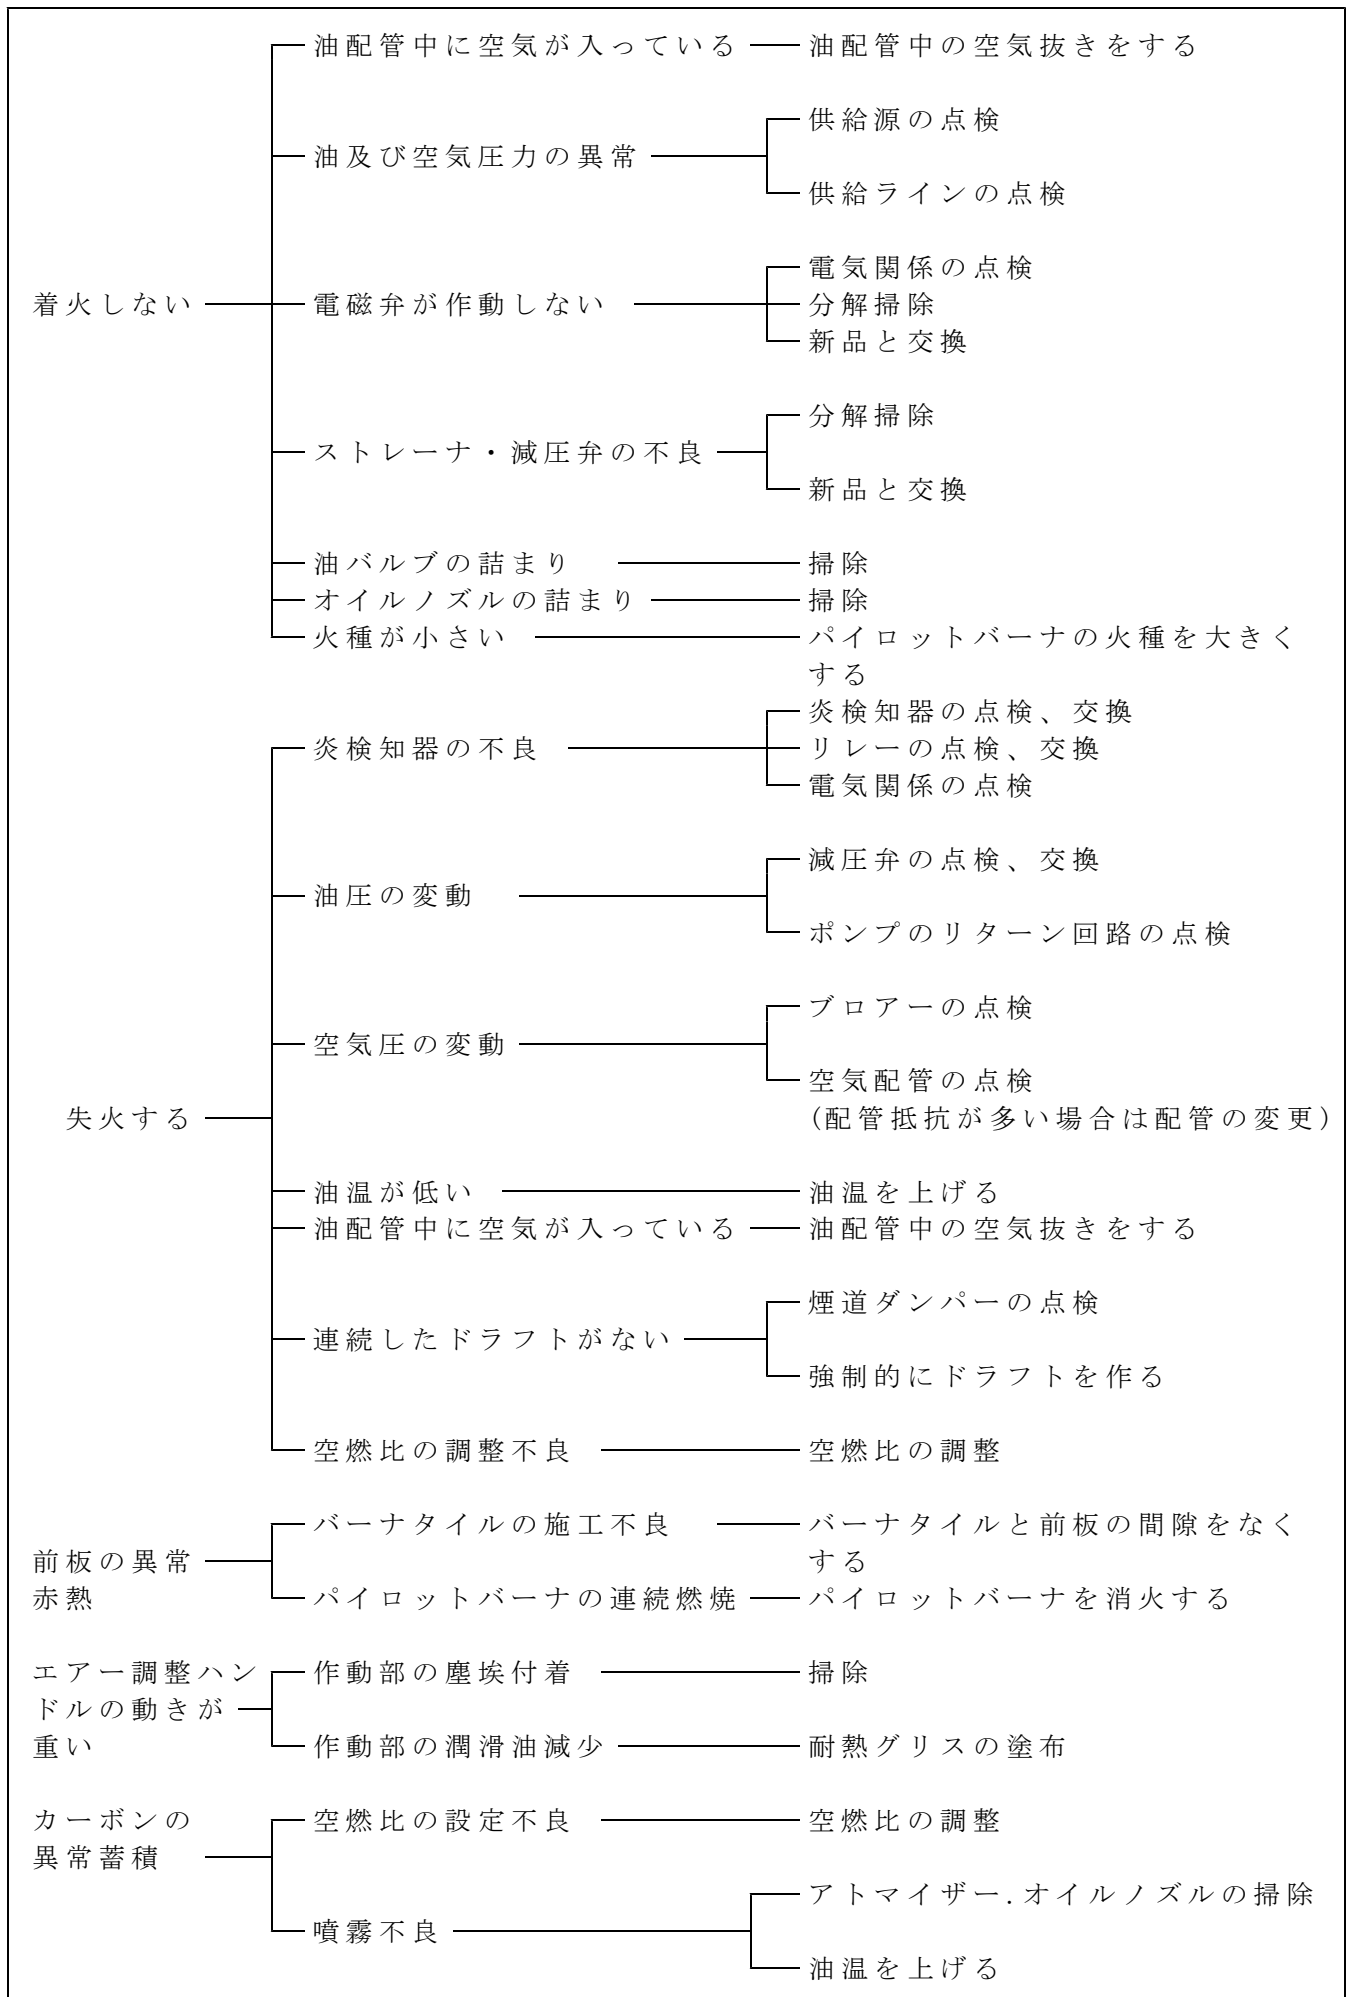 油配管中に空気が入っている 油配管中の空気抜きをする
供給源の点検
油及び空気圧力の異常
供給ラインの点検
電気関係の点検
着火しない 電磁弁が作動しない 分解掃除
新品と交換
分解掃除
ストレーナ・減圧弁の不良
新品と交換
油バルブの詰まり 掃除
オイルノズルの詰まり 掃除
火種が小さい パイロットバーナの火種を大きく
する
炎検知器の点検、交換
炎検知器の不良 リレーの点検、交換
電気関係の点検
減圧弁の点検、交換
油圧の変動
ポンプのリターン回路の点検
ブロアーの点検
空気圧の変動
空気配管の点検
失火する (配管抵抗が多い場合は配管の変更)
油温が低い 油温を上げる
油配管中に空気が入っている 油配管中の空気抜きをする
煙道ダンパーの点検
連続したドラフトがない
強制的にドラフトを作る
空燃比の調整不良 空燃比の調整
バーナタイルの施工不良 バーナタイルと前板の間隙をなく
前板の異常 する
赤熱 パイロットバーナの連続燃焼 パイロットバーナを消火する
エアー調整ハン 作動部の塵埃付着 掃除
ドルの動きが
重い 作動部の潤滑油減少 耐熱グリスの塗布
カーボンの 空燃比の設定不良 空燃比の調整
異常蓄積
アトマイザー.オイルノズルの掃除
噴霧不良
油温を上げる